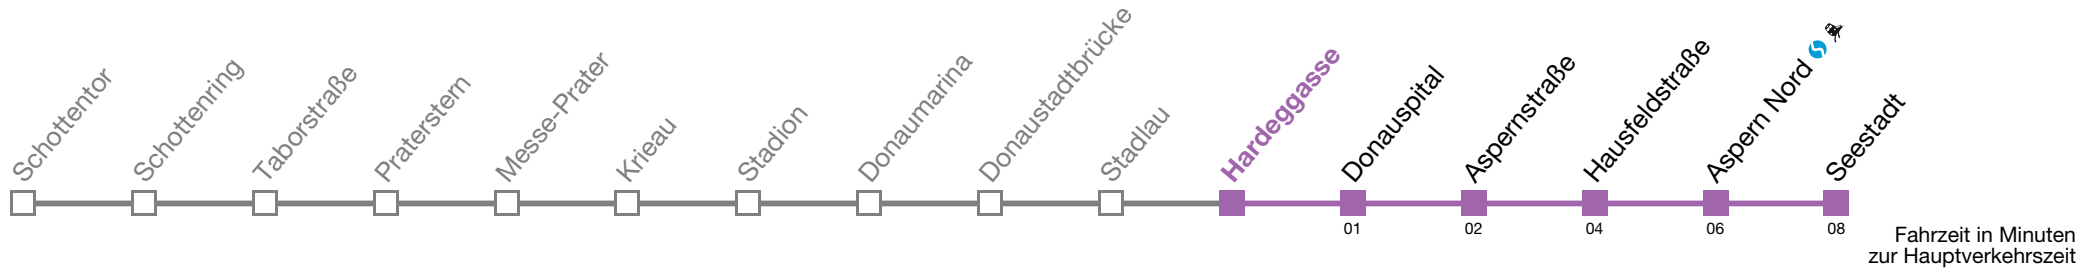 Schottentor
Schottenring
Taborstraße
Praterstern
Messe-Prater
Krieau
Stadion
Donaumarina
Donaustadtbrücke
Stadlau
Hardeggasse
Donauspital
Aspernstraße
Hausfeldstraße
Aspern Nord
Seestadt
01
02
04
06
08
Fahrzeit in Minuten
zur Hauptverkehrszeit